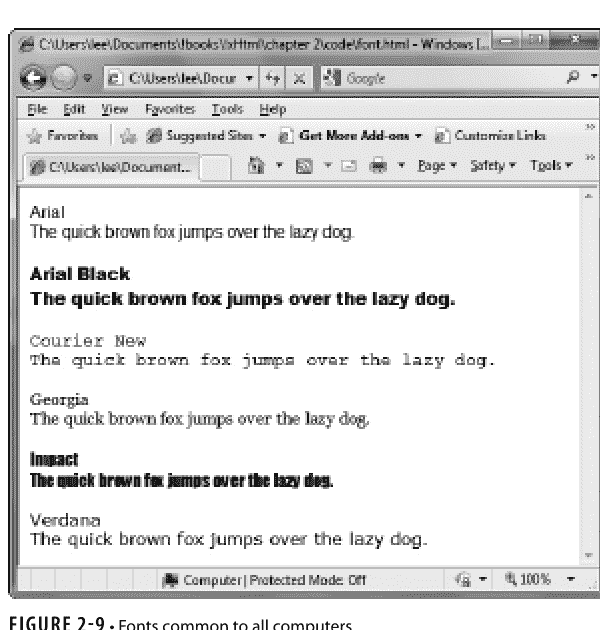 C:\Users\lee\Documents\!books\!xHtml\chapter 2\code\font.html - Windows [...
C:\Users\lee\Docur
Google
File Edit View Favorites Tools Help
Favorites Suggested Sites Get More Add-ons Customize Links
C:\Users\lee\Document... Page Safety Tools
Arial
The quick brown fox jumps over the lazy dog.
Arial Black
The quick brown fox jumps over the lazy dog.
Courier New
The quick brown fox jumps over the lazy dog.
Georgia
The quick brown fox jumps over the lazy dog.
Impact
The quick brown fox jumps over the lazy dog.
Verdana
The quick brown fox jumps over the lazy dog.
Computer | Protected Mode: Off 100%
FIGURE 2-9 • Fonts common to all computers